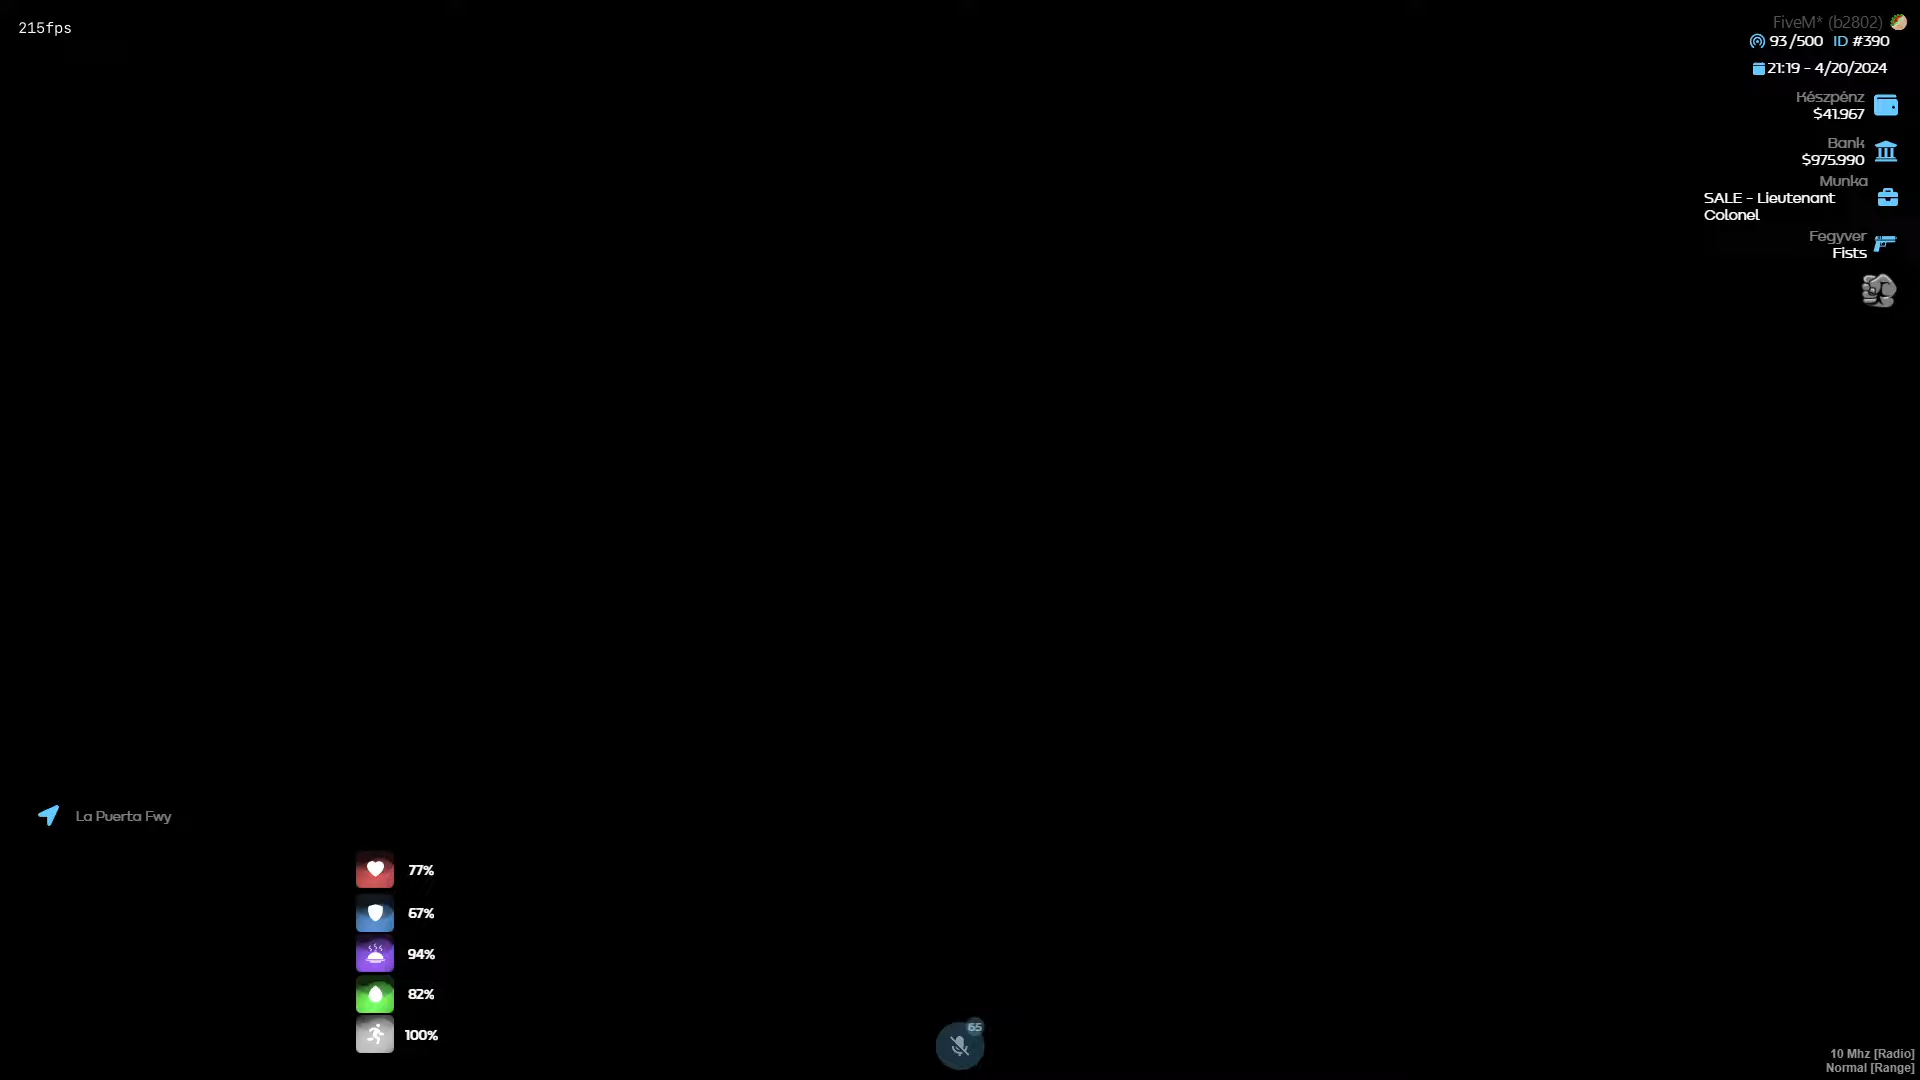 215fps
FiveM* (b2802)
93/500 ID #390
21:19 - 4/20/2024
Készpénz
$41.967
Bank
$975.990
Munka
SALE - Lieutenant
Colonel
Fegyver
Fists
La Puerta Fwy
77%
67%
94%
82%
100%
65
10 Mhz [Radio]
Normal [Range]